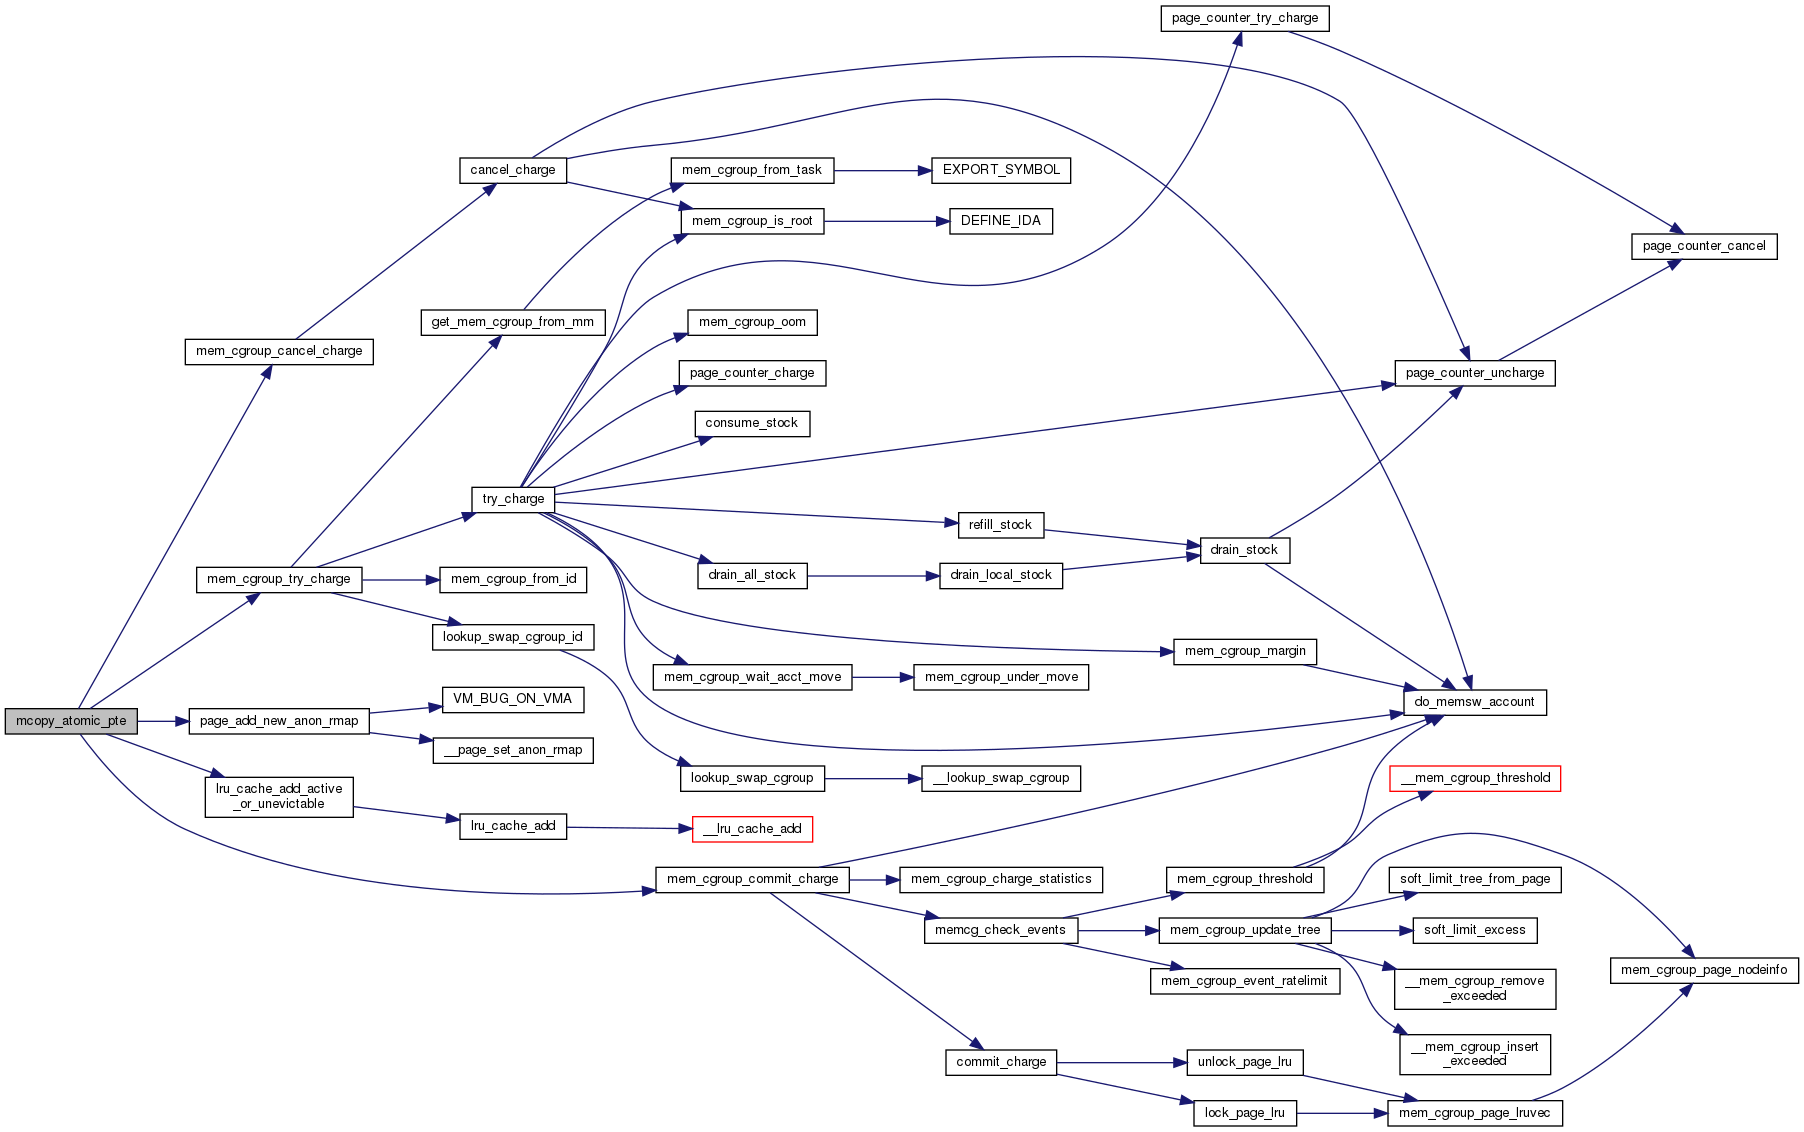 page_counter_try_charge
cancel_charge
mem_cgroup_from_task
EXPORT_SYMBOL
mem_cgroup_is_root
DEFINE_IDA
page_counter_cancel
get_mem_cgroup_from_mm
mem_cgroup_oom
mem_cgroup_cancel_charge
page_counter_charge
page_counter_uncharge
consume_stock
try_charge
refill_stock
drain_stock
mem_cgroup_try_charge
mem_cgroup_from_id
drain_all_stock
drain_local_stock
lookup_swap_cgroup_id
mem_cgroup_margin
mem_cgroup_wait_acct_move
mem_cgroup_under_move
VM_BUG_ON_VMA
do_memsw_account
mcopy_atomic_pte
page_add_new_anon_rmap
__page_set_anon_rmap
lookup_swap_cgroup
__lookup_swap_cgroup
__mem_cgroup_threshold
lru_cache_add_active
_or_unevictable
lru_cache_add
__lru_cache_add
mem_cgroup_commit_charge
mem_cgroup_charge_statistics
mem_cgroup_threshold
soft_limit_tree_from_page
memcg_check_events
mem_cgroup_update_tree
soft_limit_excess
mem_cgroup_page_nodeinfo
mem_cgroup_event_ratelimit
__mem_cgroup_remove
_exceeded
__mem_cgroup_insert
_exceeded
commit_charge
unlock_page_lru
lock_page_lru
mem_cgroup_page_lruvec